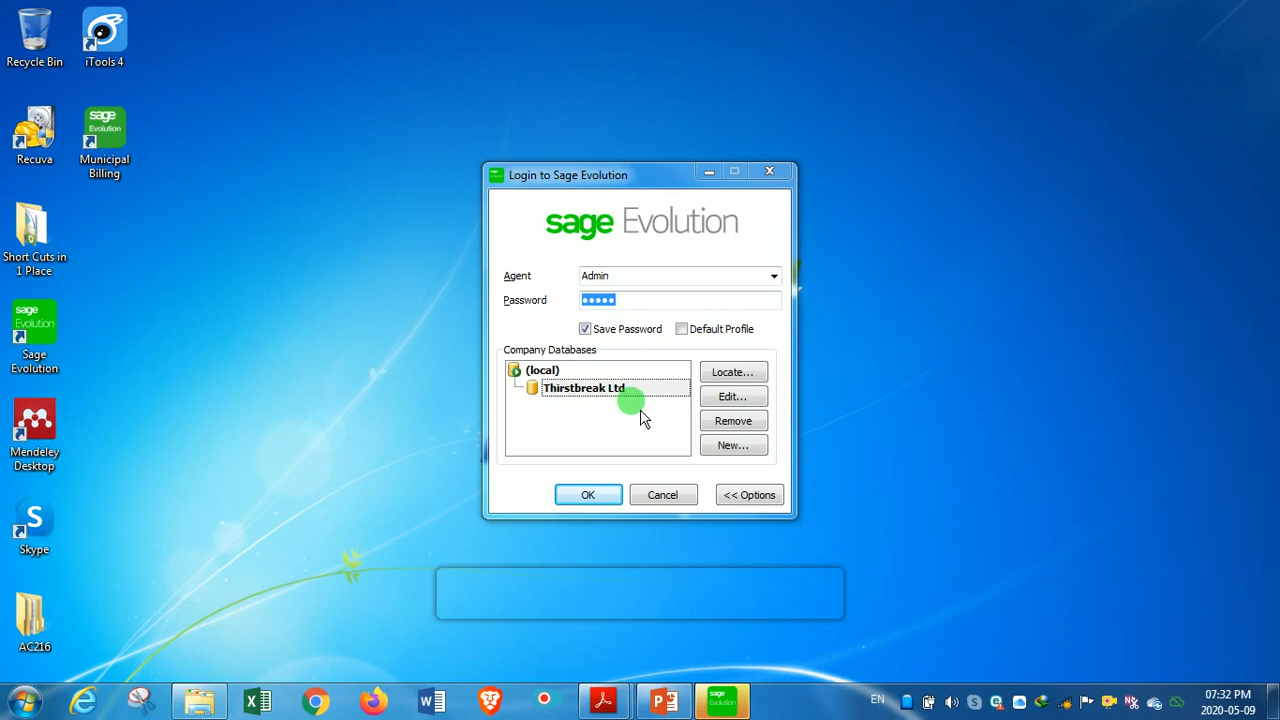 Recycle Bin
iTools 4
Recuva
sage
Evolution
Municipal
Billing
Short Cuts in
1 Place
sage
Evolution
Sage
Evolution
Mendeley
Desktop
S
Skype
AC216
Login to Sage Evolution
sage Evolution
Agent
Admin
Password
●●●●●
Save Password
Default Profile
Company Databases
(local)
Thirstbreak Ltd
Locate...
Edit...
Remove
New...
OK
Cancel
<< Options
sage
Evolution
EN
07:32 PM
2020-05-09